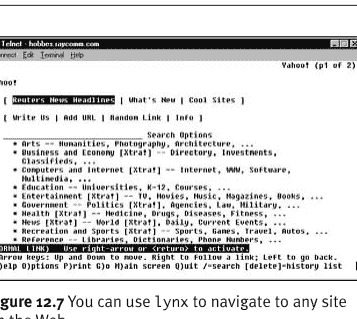 Telnet - hobbes.raycomm.com
nnect Edit Terminal Help
Yahoo! (p1 of 2)
hoo!
[ Reuters News Headlines | What's New | Cool Sites ]
[ Write Us | Add URL | Random Link | Info ]
Search Options
* Arts -- Humanities, Photography, Architecture, ...
* Business and Economy [Xtra!] -- Directory, Investments,
Classifieds, ...
* Computers and Internet [Xtra!] -- Internet, WWW, Software,
Multimedia, ...
* Education -- Universities, K-12, Courses, ...
* Entertainment [Xtra!] -- TV, Movies, Music, Magazines, Books, ...
* Government -- Politics [Xtra!], Agencies, Law, Military, ...
* Health [Xtra!] -- Medicine, Drugs, Diseases, Fitness, ...
* News [Xtra!] -- World [Xtra!], Daily, Current Events, ...
* Recreation and Sports [Xtra!] -- Sports, Games, Travel, Autos, ...
* Reference -- Libraries, Dictionaries, Phone Numbers, ...
ORMAL LINK) Use right-arrow or <return> to activate.
Arrow keys: Up and Down to move. Right to follow a link; Left to go back.
)elp O)ptions P)rint G)o M)ain screen Q)uit /=search [delete]=history list
gure 12.7 You can use lynx to navigate to any site
the Web